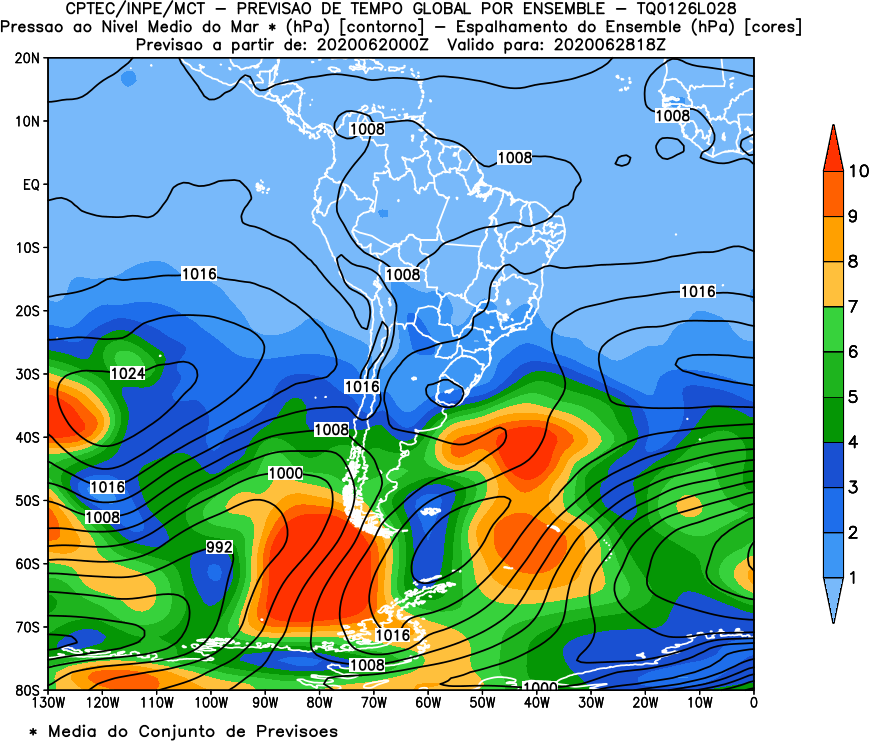 CPTEC/INPE/MCT – PREVISAO DE TEMPO GLOBAL POR ENSEMBLE – TQ0126L028
Pressao ao Nivel Medio do Mar * (hPa) [contorno] – Espalhamento do Ensemble (hPa) [cores]
Previsao a partir de: 2020062000Z Valido para: 2020062818Z
20N
10N
EQ
10S
20S
30S
40S
50S
60S
70S
80S
1008
1008
1008
1016
1008
1016
1024
1016
1008
1016
1000
1008
992
1016
1008
1000
130W 120W 110W 100W 90W 80W 70W 60W 50W 40W 30W 20W 10W 0
10
9
8
7
6
5
4
3
2
1
* Media do Conjunto de Previsoes